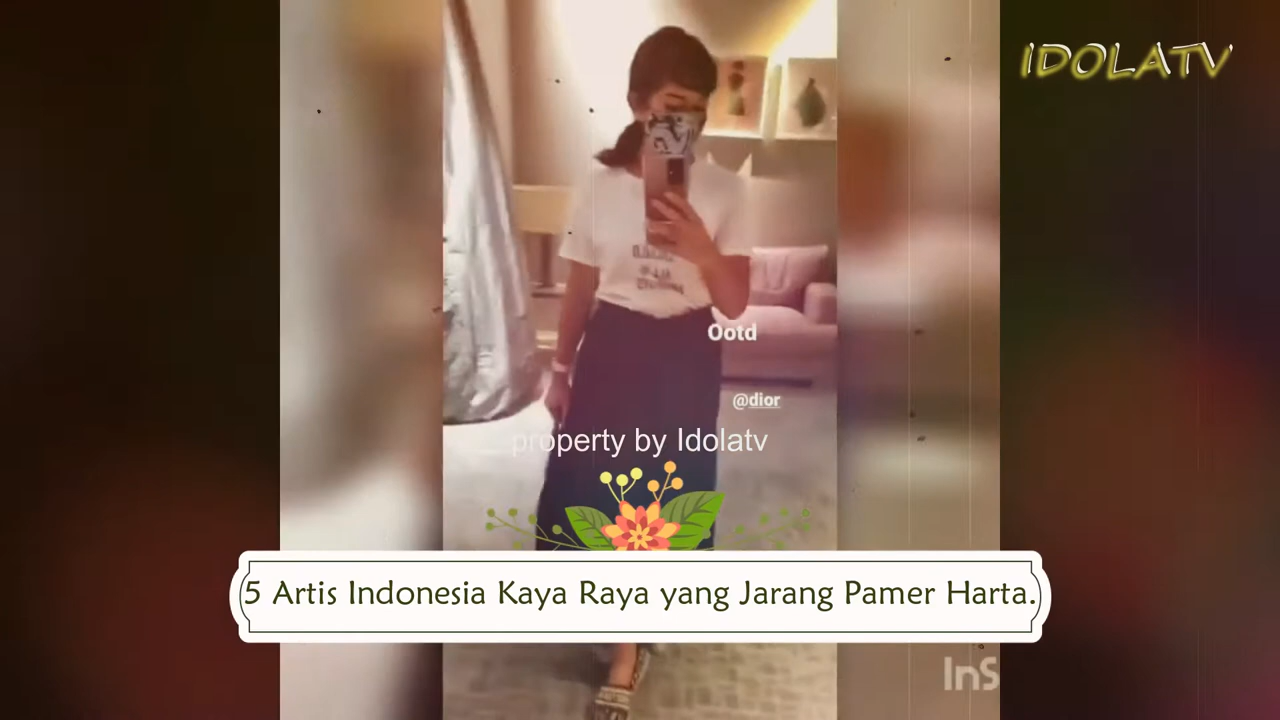 IDOLATV
Ootd
@dior
property by Idolatv
5 Artis Indonesia Kaya Raya yang Jarang Pamer Harta.
InS